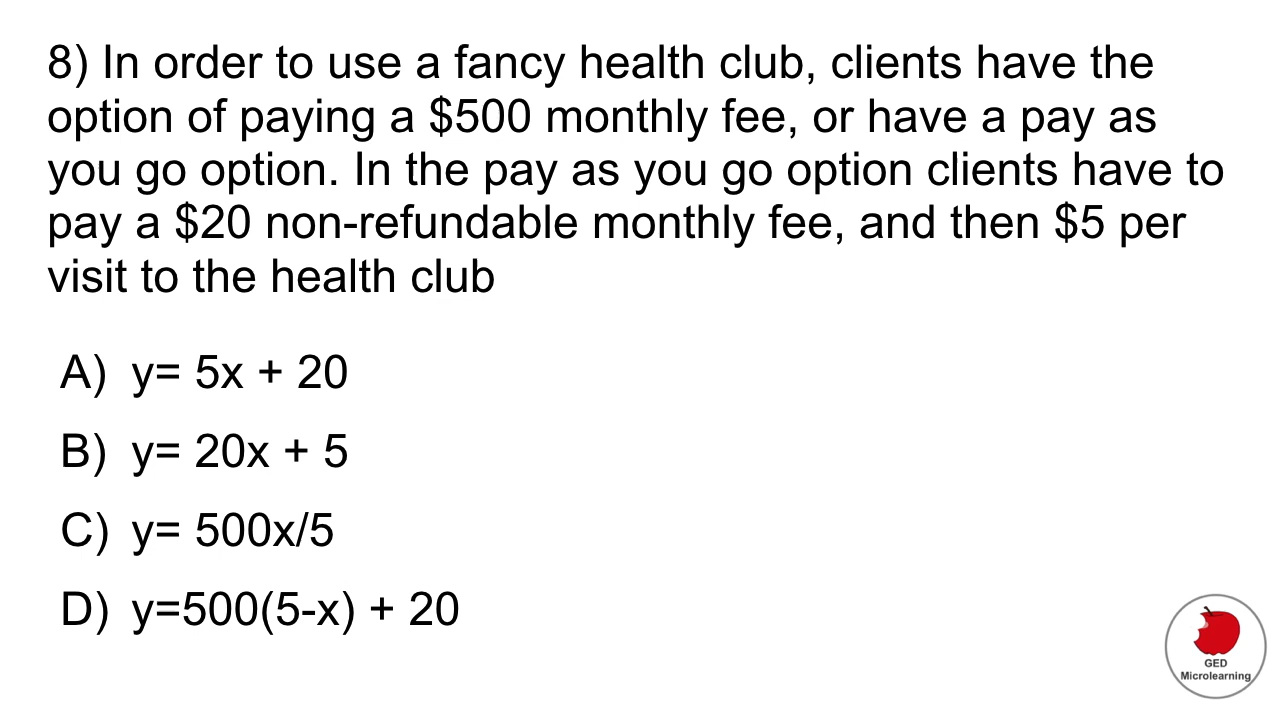 8) In order to use a fancy health club, clients have the
option of paying a $500 monthly fee, or have a pay as
you go option. In the pay as you go option clients have to
pay a $20 non-refundable monthly fee, and then $5 per
visit to the health club
A) y= 5x + 20
B) y= 20x + 5
C) y= 500x/5
D) y=500(5-x) + 20
GED
Microlearning